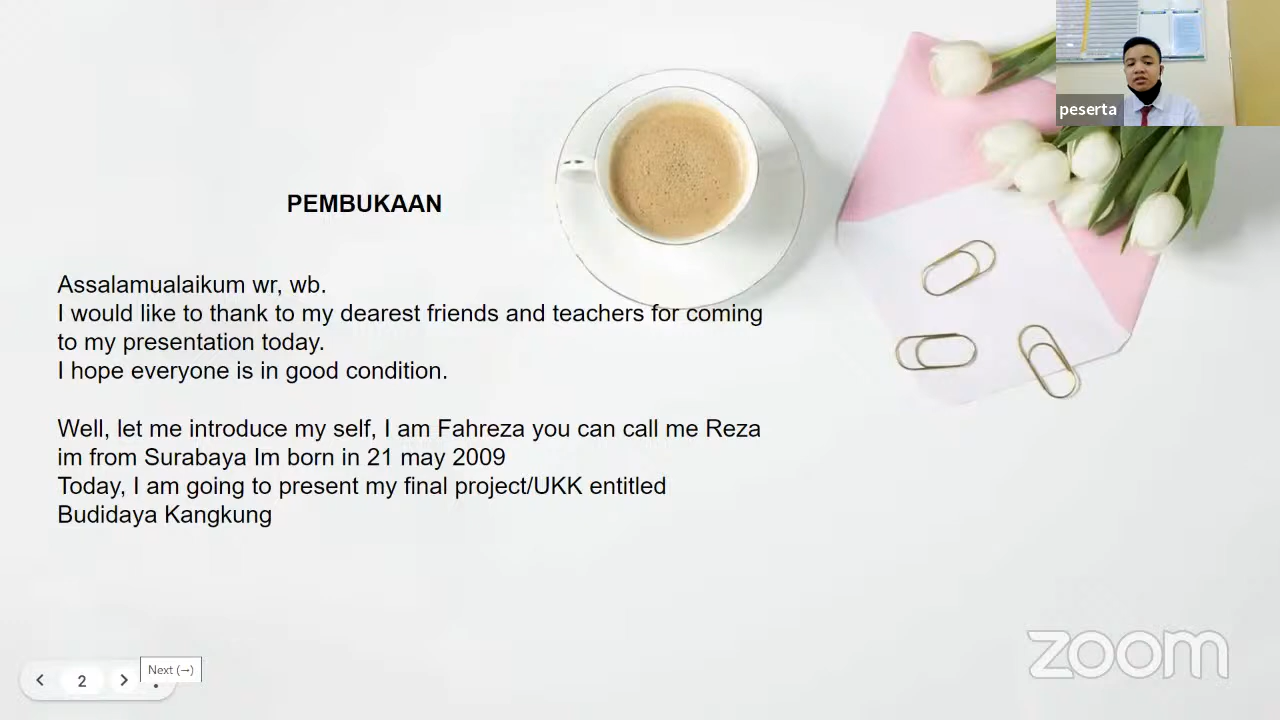 peserta
PEMBUKAAN
Assalamualaikum wr, wb.
I would like to thank to my dearest friends and teachers for coming
to my presentation today.
I hope everyone is in good condition.
Well, let me introduce my self, I am Fahreza you can call me Reza
im from Surabaya Im born in 21 may 2009
Today, I am going to present my final project/UKK entitled
Budidaya Kangkung
zoom
2
Next (→)